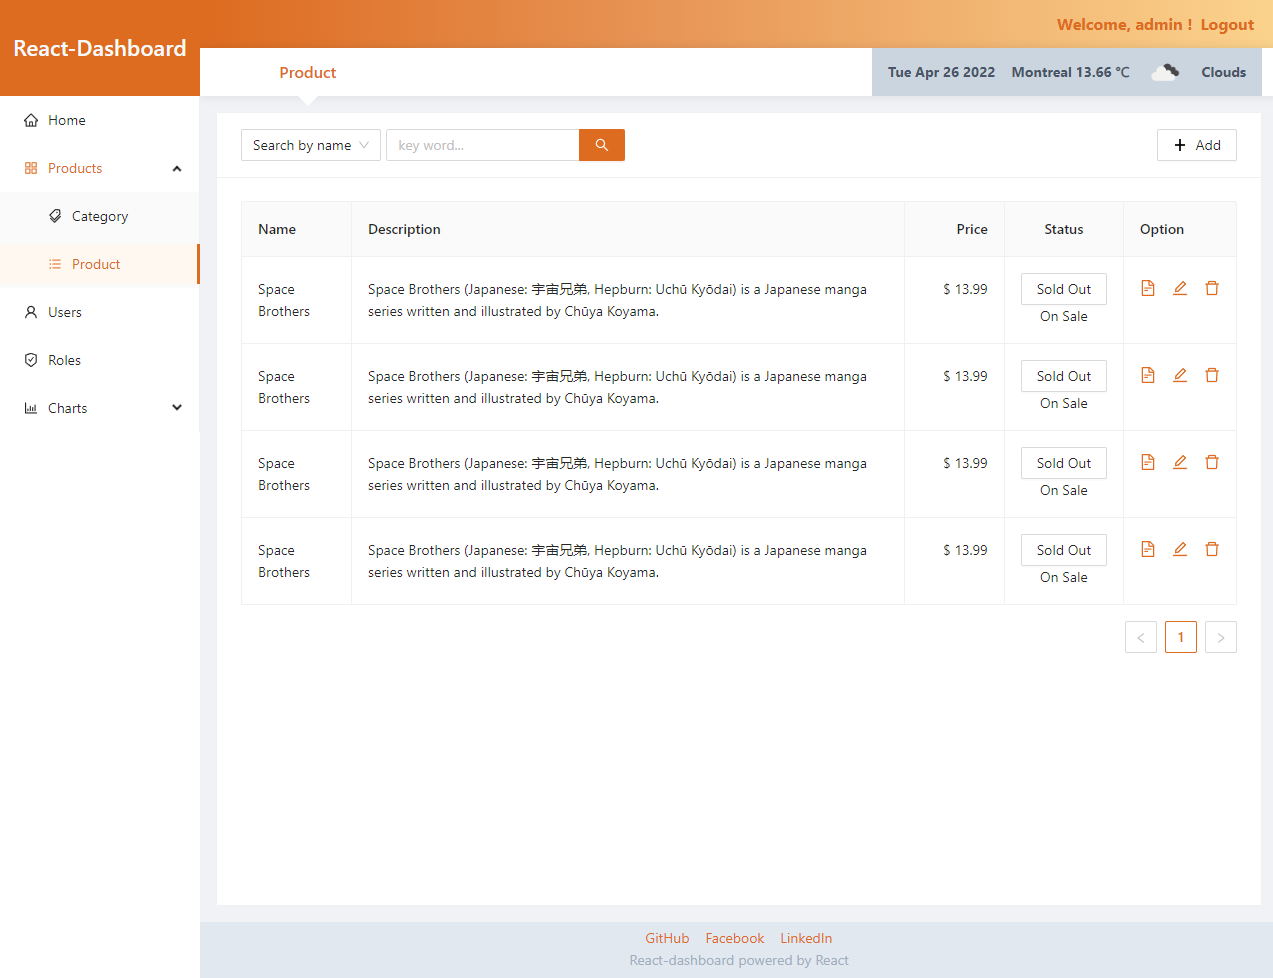 React-Dashboard
Welcome, admin ! Logout
Product
Tue Apr 26 2022 Montreal 13.66 ℃ Clouds
Home
Products
Category
Product
Users
Roles
Charts
Search by name
key word...
Add
Name Description Price Status Option
Space Brothers (Japanese: 宇宙兄弟, Hepburn: Uchū Kyōdai) is a Japanese manga
series written and illustrated by Chūya Koyama.
Space
Brothers
$ 13.99
Sold Out
On Sale
Space Brothers (Japanese: 宇宙兄弟, Hepburn: Uchū Kyōdai) is a Japanese manga
series written and illustrated by Chūya Koyama.
Space
Brothers
$ 13.99
Sold Out
On Sale
Space Brothers (Japanese: 宇宙兄弟, Hepburn: Uchū Kyōdai) is a Japanese manga
series written and illustrated by Chūya Koyama.
Space
Brothers
$ 13.99
Sold Out
On Sale
Space Brothers (Japanese: 宇宙兄弟, Hepburn: Uchū Kyōdai) is a Japanese manga
series written and illustrated by Chūya Koyama.
Space
Brothers
$ 13.99
Sold Out
On Sale
1
GitHub Facebook LinkedIn
React-dashboard powered by React